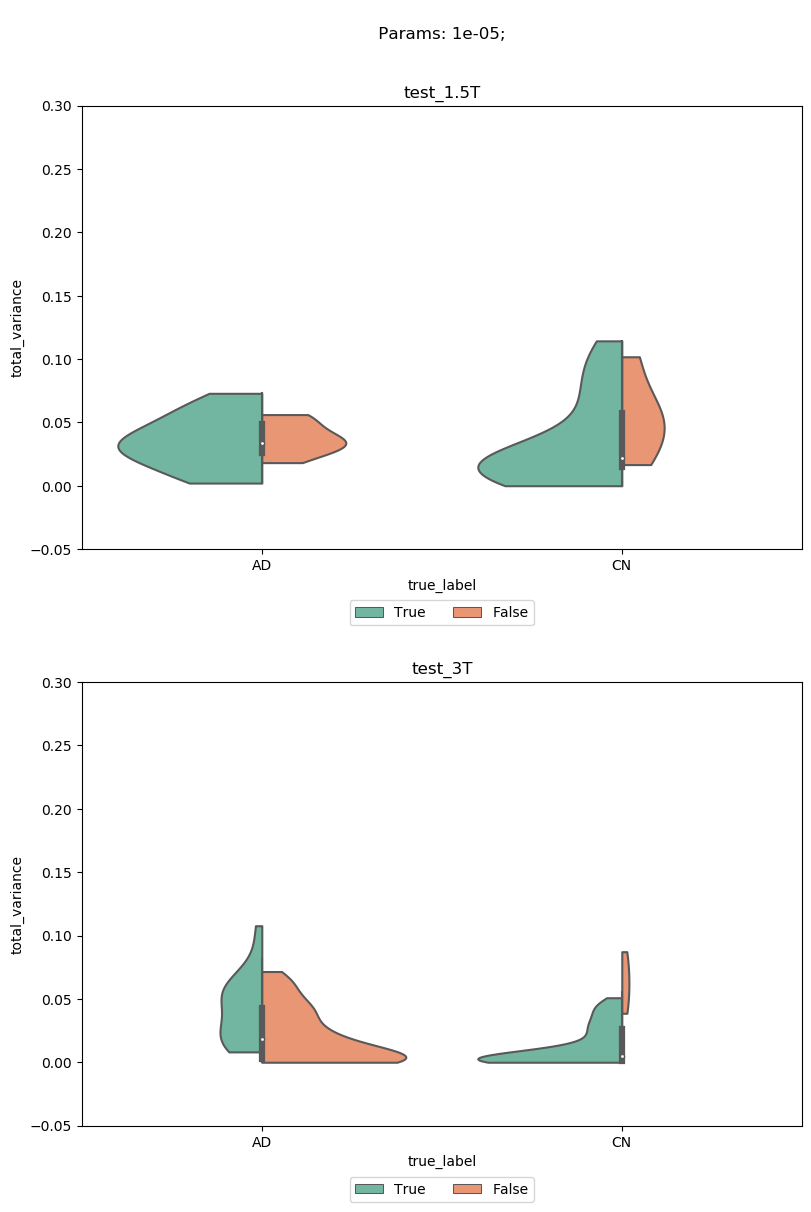 Params: 1e-05;
test_1.5T
0.30
0.25
0.20
0.15
0.10
0.05
0.00
−0.05
total_variance
AD CN
true_label
True False
test_3T
0.30
0.25
0.20
0.15
0.10
0.05
0.00
−0.05
total_variance
AD CN
true_label
True False